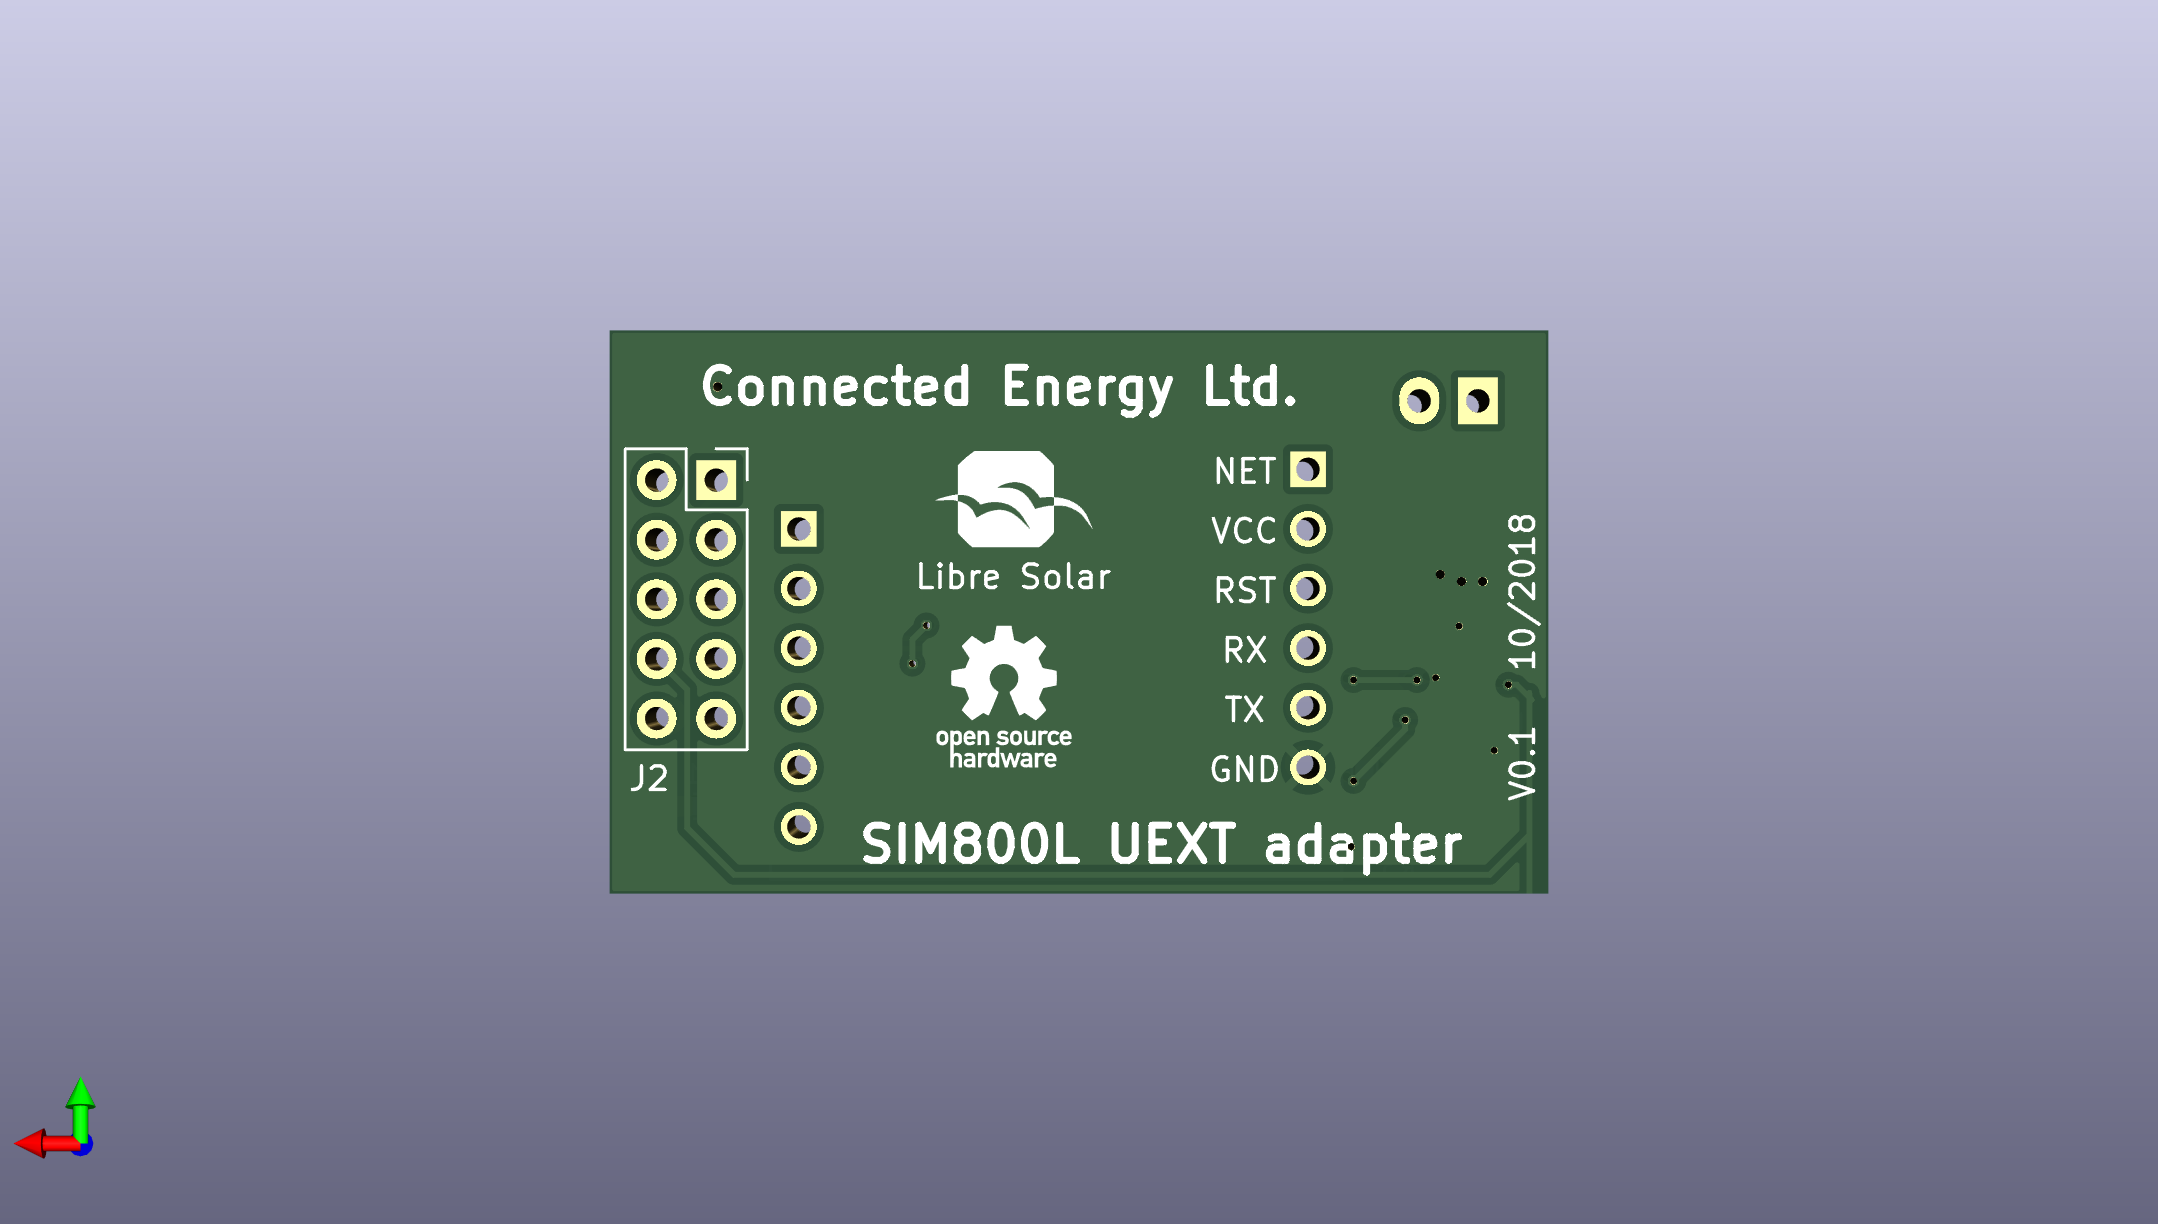 Connected Energy Ltd.
Libre Solar
open source
hardware
NET
VCC
RST
RX
TX
GND
V0.1 10/2018
J2
SIM800L UEXT adapter